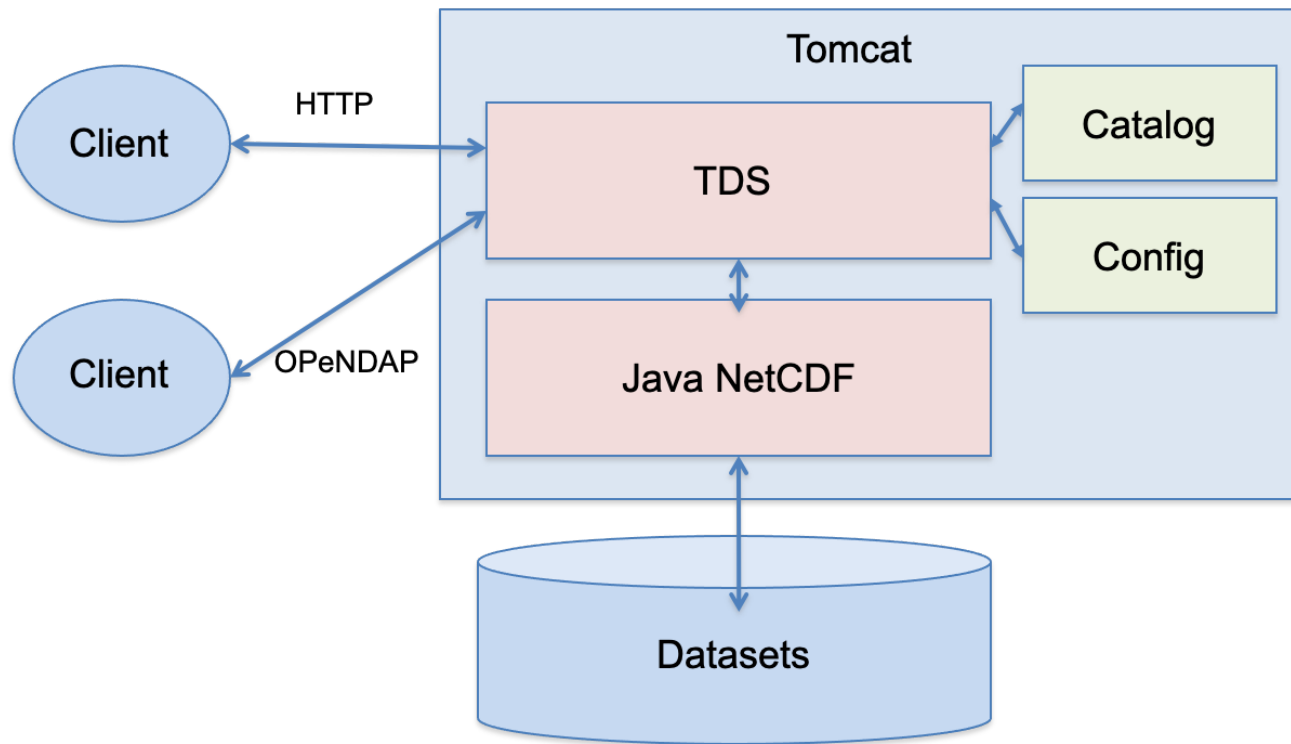 Tomcat
HTTP
Client
Catalog
TDS
Config
OPeNDAP
Client
Java NetCDF
Datasets